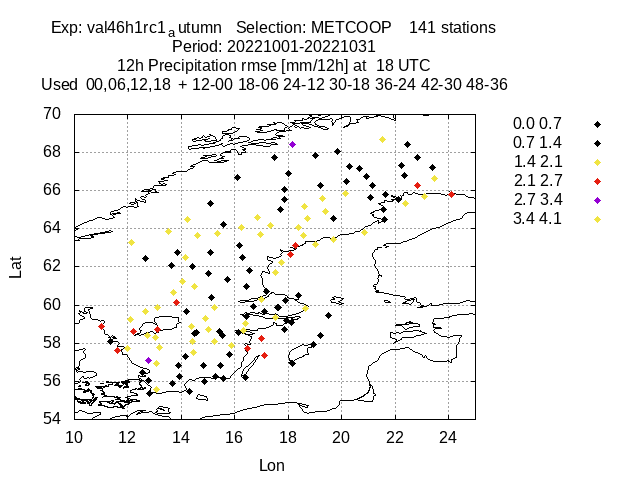 Exp: val46h1rc1autumn Selection: METCOOP 141 stations
Period: 20221001-20221031
12h Precipitation rmse [mm/12h] at 18 UTC
Used 00,06,12,18 + 12-00 18-06 24-12 30-18 36-24 42-30 48-36
70
68
66
64
62
60
58
56
54
Lat
10 12 14 16 18 20 22 24
Lon
0.0 0.7
0.7 1.4
1.4 2.1
2.1 2.7
2.7 3.4
3.4 4.1